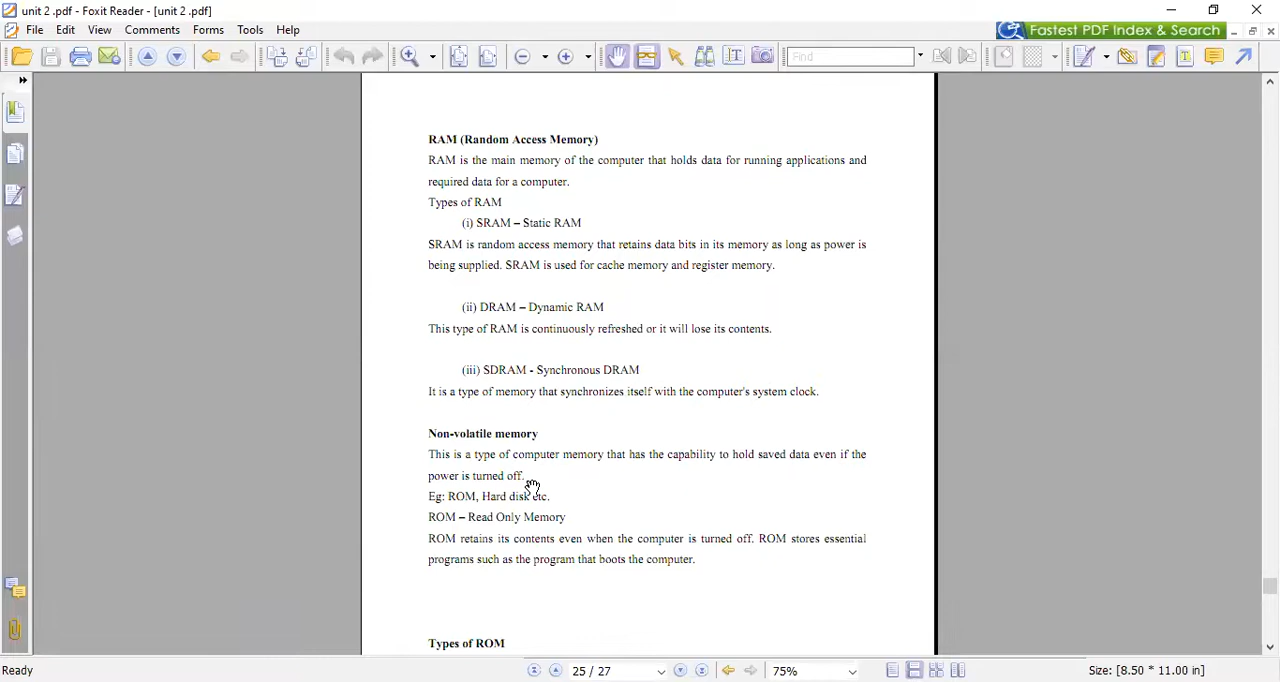 unit 2 .pdf - Foxit Reader - [unit 2 .pdf]
File Edit View Comments Forms Tools Help
Fastest PDF Index & Search
Find
RAM (Random Access Memory)
RAM is the main memory of the computer that holds data for running applications and
required data for a computer.
Types of RAM
(i) SRAM – Static RAM
SRAM is random access memory that retains data bits in its memory as long as power is
being supplied. SRAM is used for cache memory and register memory.
(ii) DRAM – Dynamic RAM
This type of RAM is continuously refreshed or it will lose its contents.
(iii) SDRAM - Synchronous DRAM
It is a type of memory that synchronizes itself with the computer's system clock.
Non-volatile memory
This is a type of computer memory that has the capability to hold saved data even if the
power is turned off.
Eg: ROM, Hard disk etc.
ROM – Read Only Memory
ROM retains its contents even when the computer is turned off. ROM stores essential
programs such as the program that boots the computer.
Types of ROM
Ready 25 / 27 75% Size: [8.50 * 11.00 in]